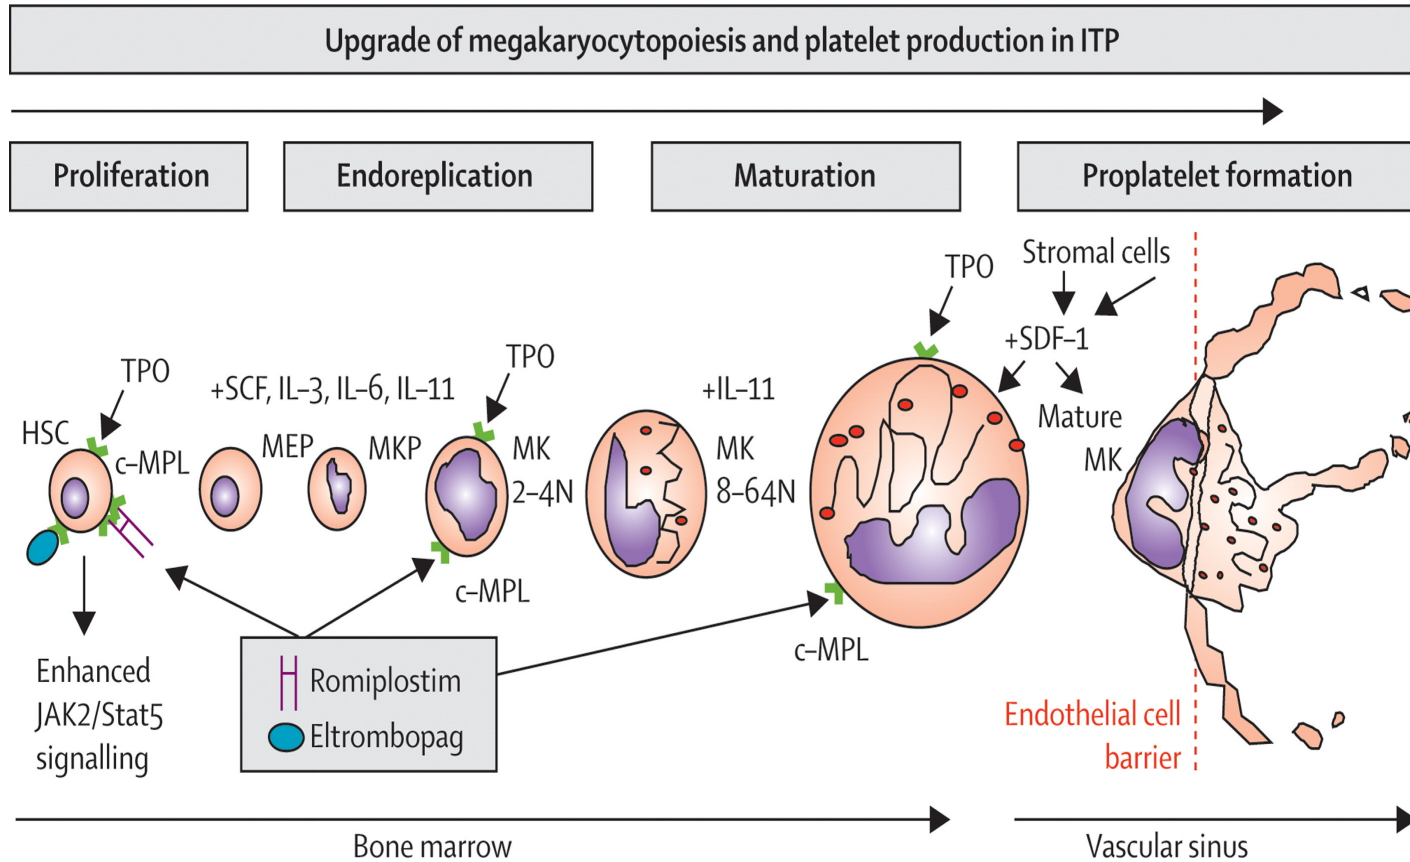 Upgrade of megakaryocytopoiesis and platelet production in ITP
Proliferation
Endoreplication
Maturation
Proplatelet formation
Stromal cells
TPO
+SDF–1
TPO
TPO
+SCF, IL–3, IL–6, IL–11
+IL–11
HSC
c–MPL
MEP
MKP
MK
2–4N
MK
8–64N
Mature
MK
c–MPL
c–MPL
Enhanced
JAK2/Stat5
signalling
Romiplostim
Eltrombopag
Endothelial cell
barrier
Bone marrow
Vascular sinus